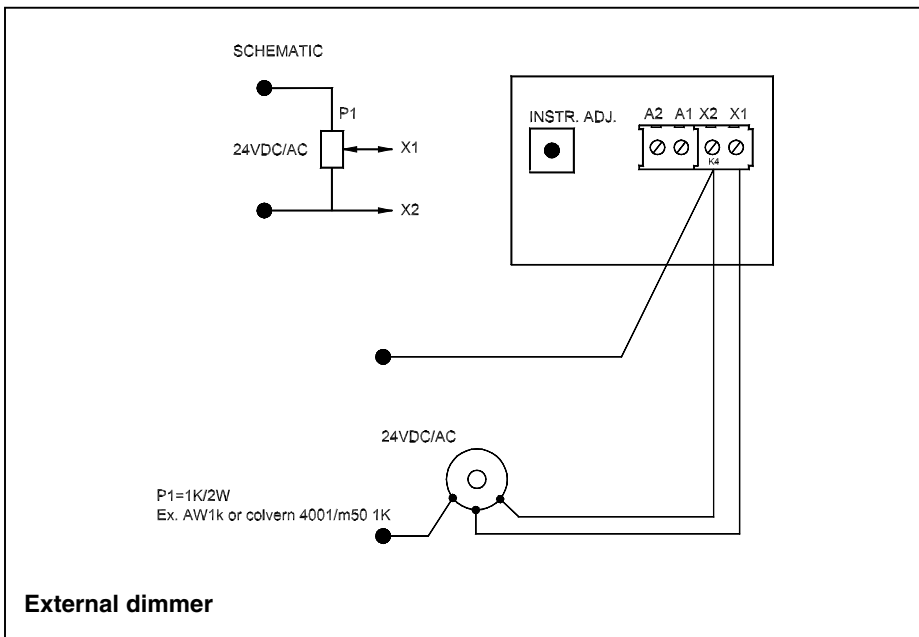 SCHEMATIC
P1
24VDC/AC
X1
X2
INSTR. ADJ.
A2 A1 X2 X1
K4
24VDC/AC
P1=1K/2W
Ex. AW1k or colvern 4001/m50 1K
External dimmer